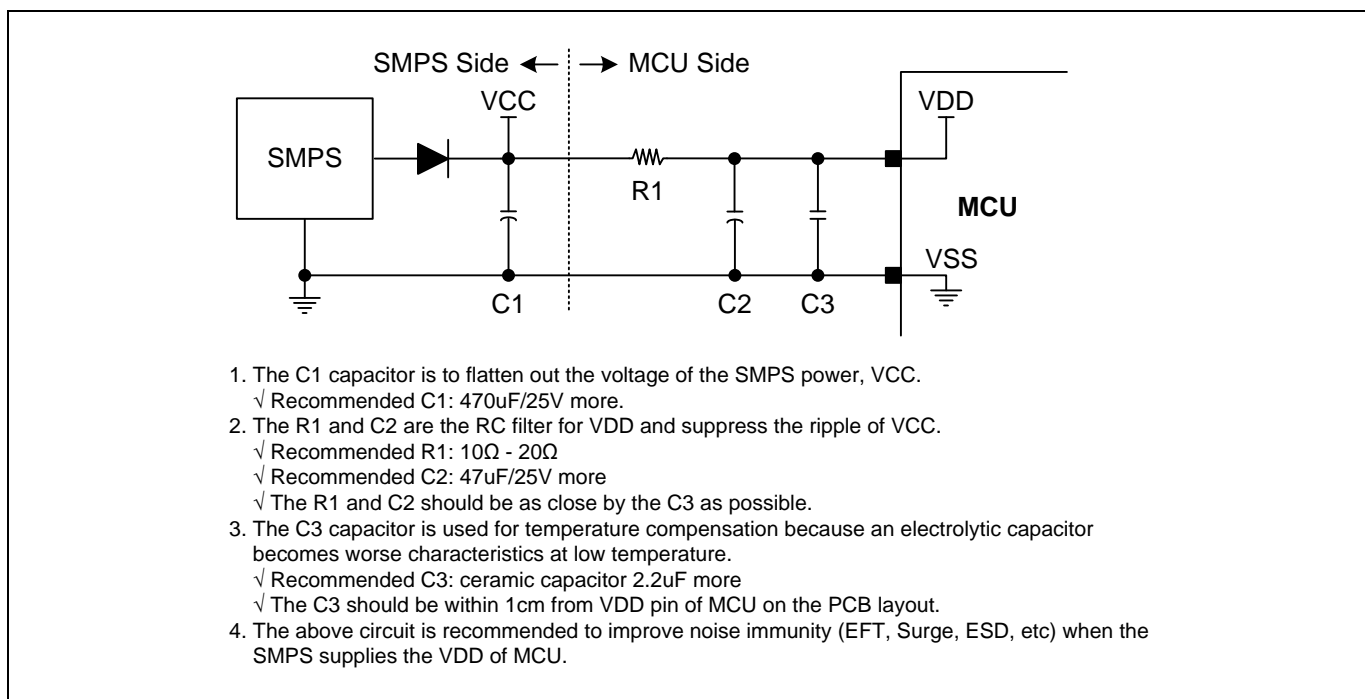 SMPS Side
MCU Side
VCC
VDD
SMPS
R1
MCU
VSS
C1
C2
C3
1. The C1 capacitor is to flatten out the voltage of the SMPS power, VCC.
√ Recommended C1: 470uF/25V more.
2. The R1 and C2 are the RC filter for VDD and suppress the ripple of VCC.
√ Recommended R1: 10Ω - 20Ω
√ Recommended C2: 47uF/25V more
√ The R1 and C2 should be as close by the C3 as possible.
3. The C3 capacitor is used for temperature compensation because an electrolytic capacitor
becomes worse characteristics at low temperature.
√ Recommended C3: ceramic capacitor 2.2uF more
√ The C3 should be within 1cm from VDD pin of MCU on the PCB layout.
4. The above circuit is recommended to improve noise immunity (EFT, Surge, ESD, etc) when the
SMPS supplies the VDD of MCU.